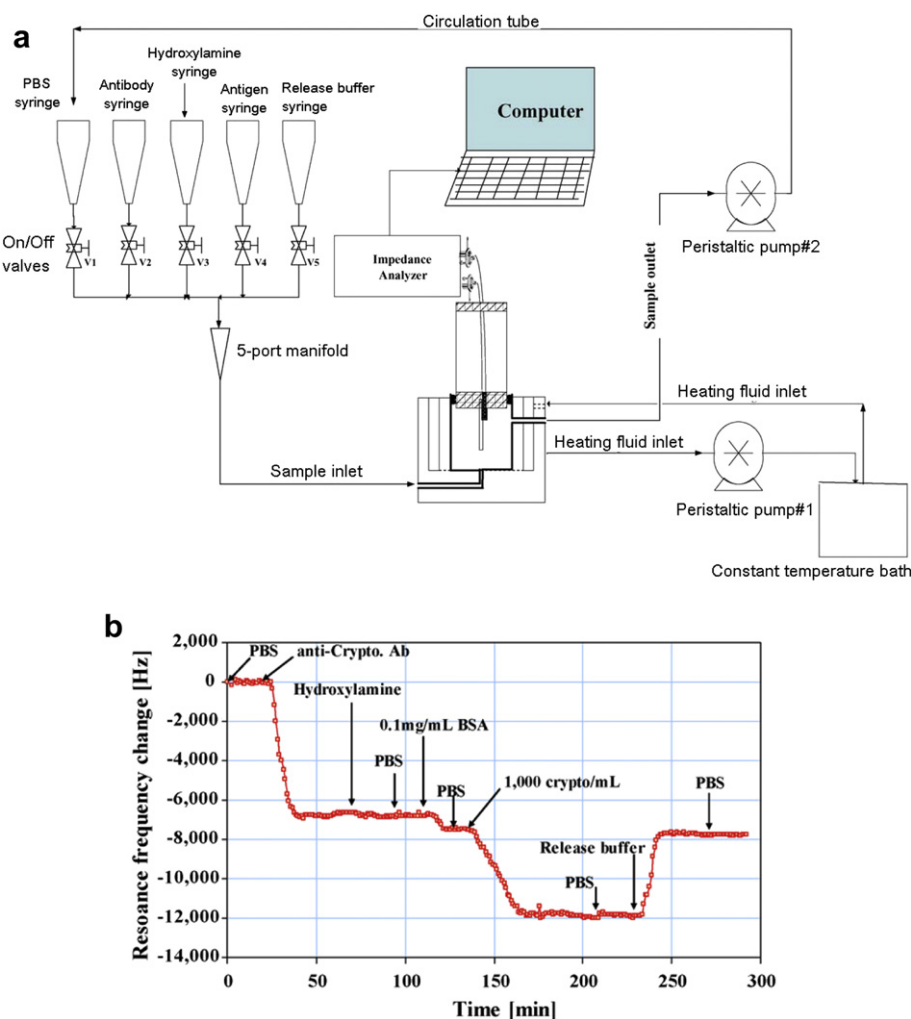 a
Circulation tube
Hydroxylamine
syringe
PBS
syringe
Antibody
syringe
Antigen
syringe
Release buffer
syringe
Computer
On/Off
valves
V1
V2
V3
V4
V5
Impedance
Analyzer
Peristaltic pump#2
Sample outlet
5-port manifold
Heating fluid inlet
Heating fluid inlet
Sample inlet
Peristaltic pump#1
Constant temperature bath
b
Resoance frequency change [Hz]
2,000
0
-2,000
-4,000
-6,000
-8,000
-10,000
-12,000
-14,000
PBS
anti-Crypto. Ab
Hydroxylamine
0.1mg/mL BSA
PBS
PBS
1,000 crypto/mL
PBS
Release buffer
PBS
0
50
100
150
200
250
300
Time [min]